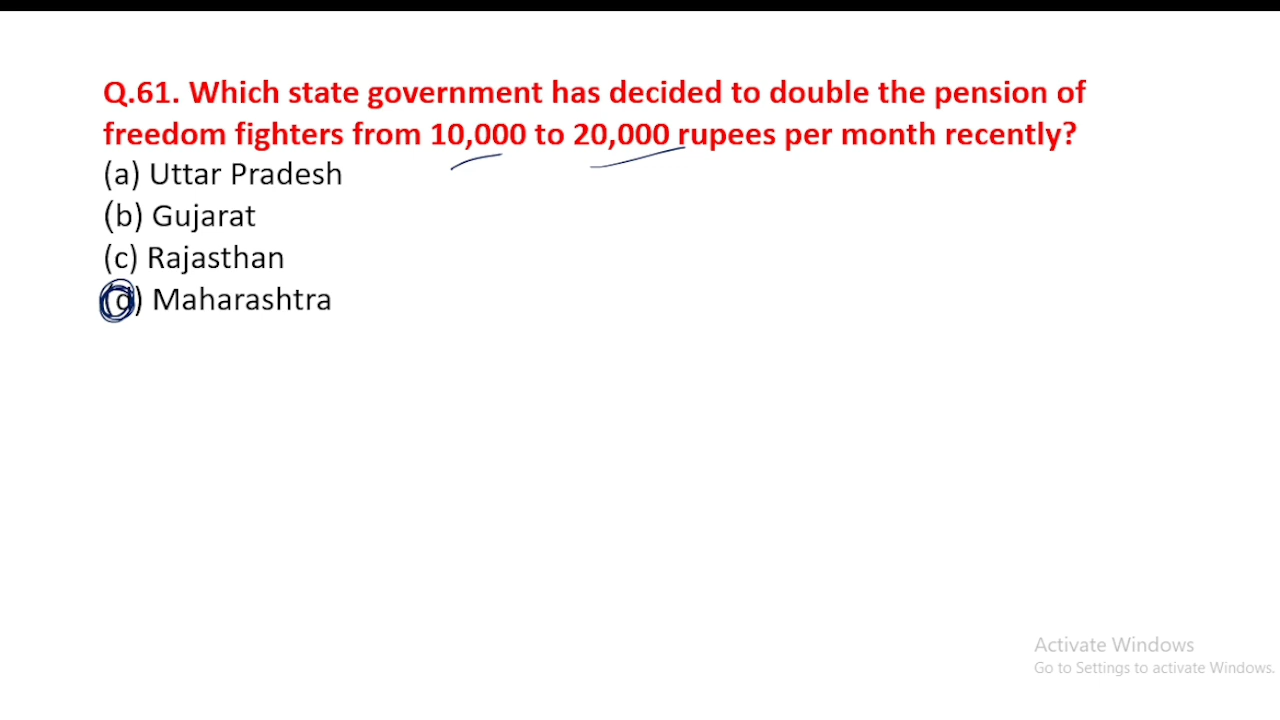 Q.61. Which state government has decided to double the pension of
freedom fighters from 10,000 to 20,000 rupees per month recently?
(a) Uttar Pradesh
(b) Gujarat
(c) Rajasthan
(d) Maharashtra
Activate Windows
Go to Settings to activate Windows.